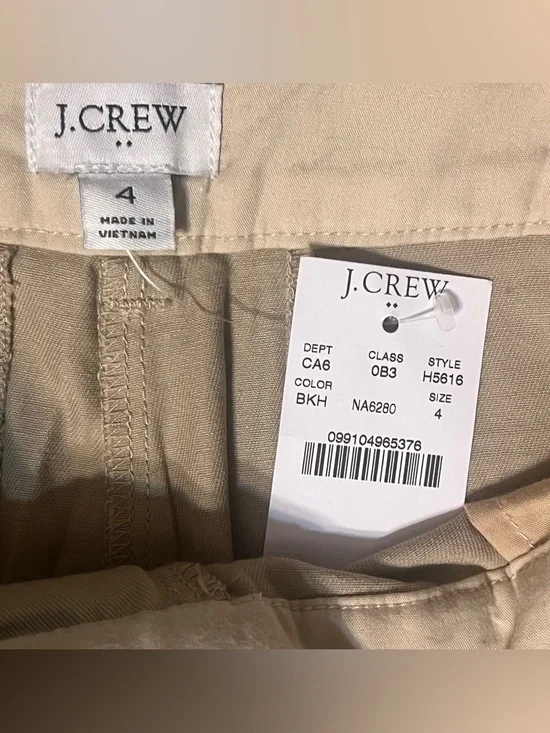 J.CREW
4
MADE IN
VIETNAM
J.CREW
DEPT CLASS STYLE
CA6 0B3 H5616
COLOR SIZE
BKH NA6280 4
099104965376